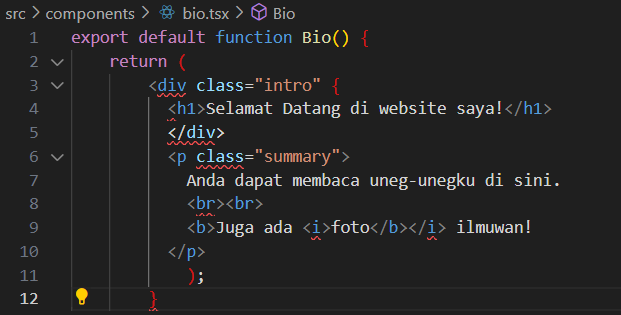 src > components > bio.tsx > Bio
1 export default function Bio() {
2 return (
3 <div class="intro" {
4 <h1>Selamat Datang di website saya!</h1>
5 </div>
6 <p class="summary">
7 Anda dapat membaca uneg-unegku di sini.
8 <br><br>
9 <b>Juga ada <i>foto</b></i> ilmuwan!
10 </p>
11 );
12 }